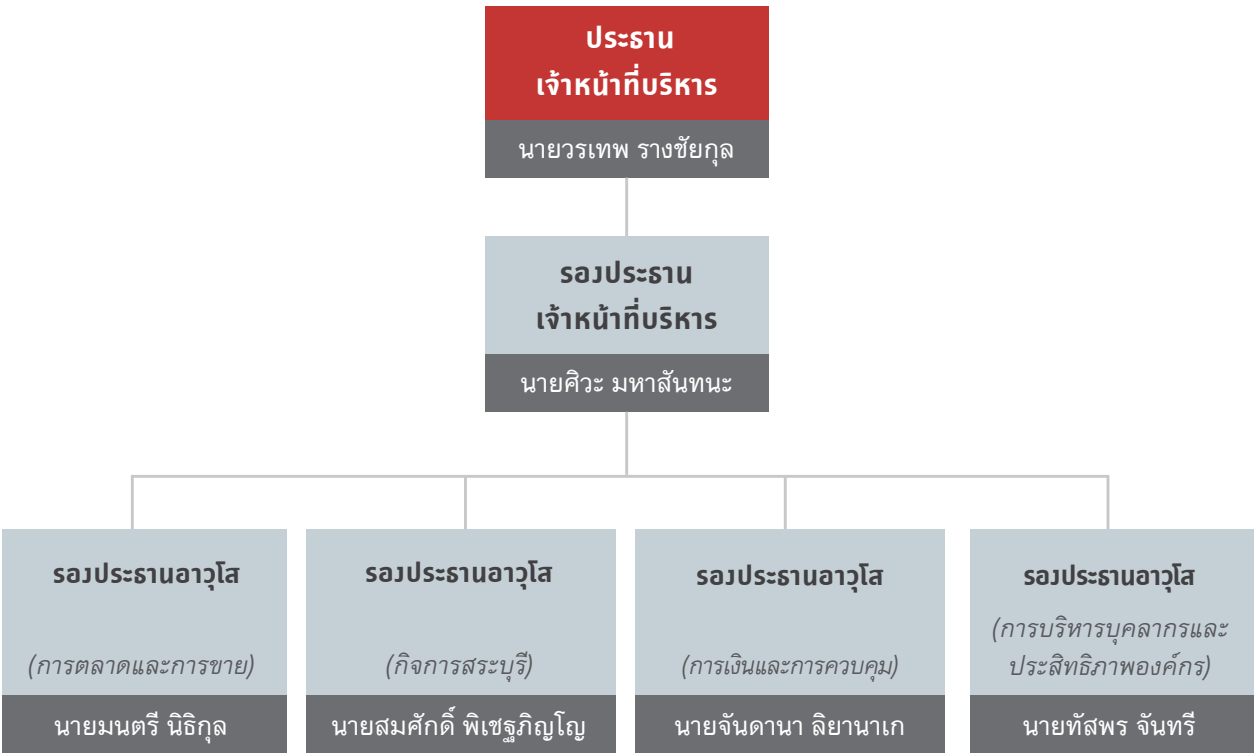 ประธาน
เจ้าหน้าที่บริหาร
นายวรเทพ รางชัยกุล
รองประธาน
เจ้าหน้าที่บริหาร
นายศิวะ มหาสันทนะ
รองประธานอาวุโส
(การตลาดและการขาย)
นายมนตรี นิธิกุล
รองประธานอาวุโส
(กิจการสระบุรี)
นายสมศักดิ์ พิเชฐภิญโญ
รองประธานอาวุโส
(การเงินและการควบคุม)
นายจันดานา ลิยานาเก
รองประธานอาวุโส
(การบริหารบุคลากรและ
ประสิทธิภาพองค์กร)
นายทัสพร จันทรี